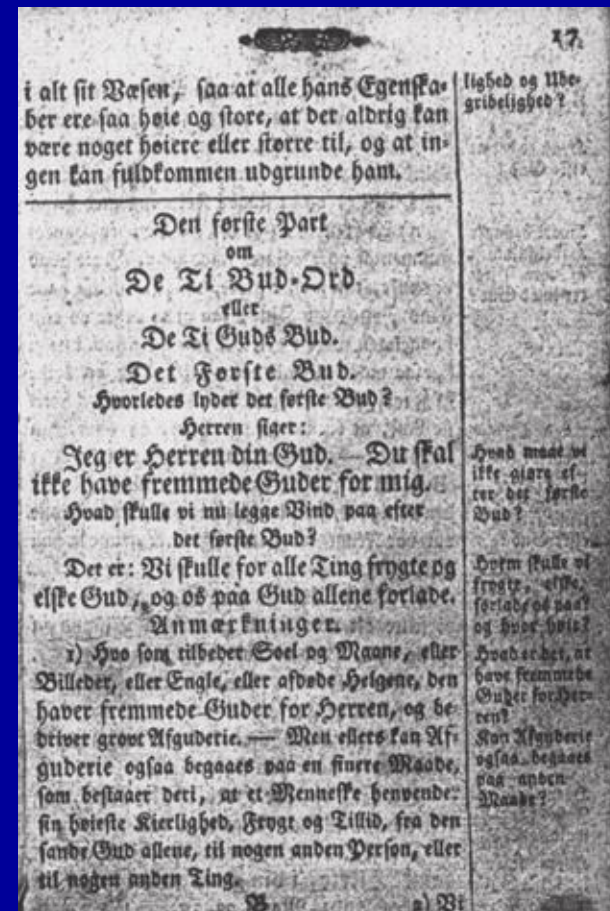 17.
i alt sit Væsen, saa at alle hans Egenska-
ber ere saa høie og store, at der aldrig kan
være noget høiere eller større til, og at in-
gen kan fuldkommen udgrunde ham.
lighed og Ube-
gribelighed?
Den første Part
om
De Ti Bud-Ord
eller
De Ti Guds Bud.
Det Første Bud.
Hvorledes lyder det første Bud?
Herren siger:
Jeg er Herren din Gud. — Du skal
ikke have fremmede Guder for mig.
Hvad skulle vi nu legge Vind paa efter
det første Bud?
Hvad maae vi
ikke giøre ef-
ter det første
Bud?
Det er: Vi skulle for alle Ting frygte og
elske Gud, og os paa Gud allene forlade.
Hvem skulle vi
frygte, elske,
forlade os paa?
og hvor høit?
Anmærkninger.
1) Hvo som tilbeder Soel og Maane, eller
Billeder, eller Engle, eller afdøde Helgene, den
haver fremmede Guder for Herren, og be-
driver grove Afguderie. — Men ellers kan Af-
guderie ogsaa begaaes paa en finere Maade,
som bestaaer deri, at et Menneske henvender
sin høieste Kierlighed, Frygt og Tillid, fra den
sande Gud allene, til nogen anden Person, eller
til nogen anden Ting.
Hvad er det, at
have fremmede
Guder for Her-
ren?
Kan Afguderie
ogsaa begaaes
paa anden
Maade?
B
2) Vi